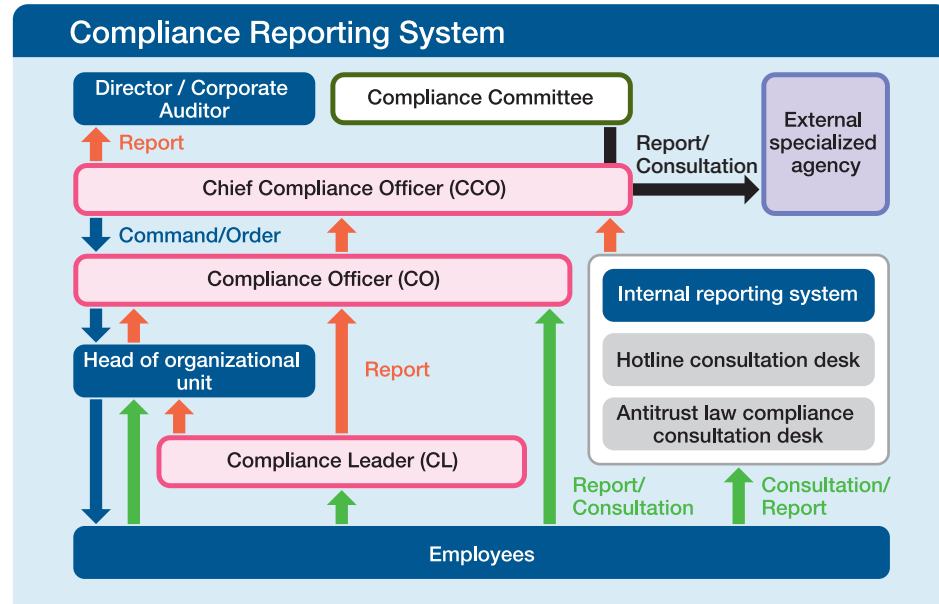 Compliance Reporting System
Director / Corporate
Auditor
Compliance Committee
External
specialized
agency
Report
Report/
Consultation
Chief Compliance Officer (CCO)
Command/Order
Compliance Officer (CO)
Internal reporting system
Hotline consultation desk
Antitrust law compliance
consultation desk
Head of organizational
unit
Report
Compliance Leader (CL)
Report/
Consultation
Consultation/
Report
Employees